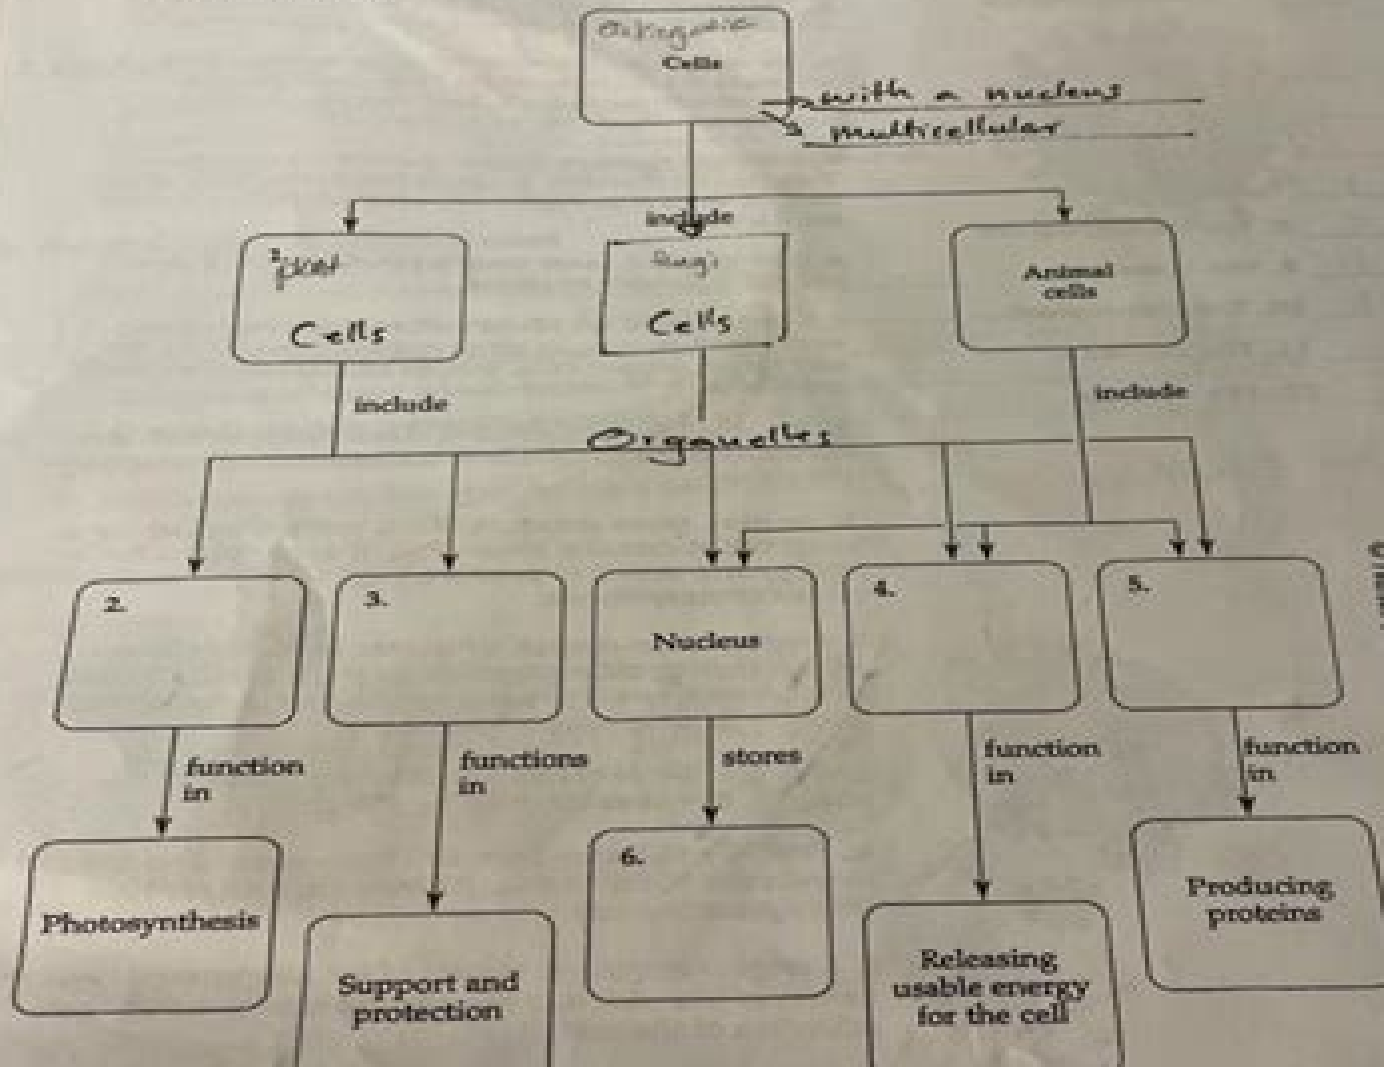 Cells
with a nucleus
multicellular
include
plant
Cells
fungi
Cells
Animal
cells
include
include
Organelles
2.
3.
Nucleus
4.
5.
function
in
functions
in
stores
function
in
function
in
Photosynthesis
Support and
protection
6.
Releasing
usable energy
for the cell
Producing
proteins